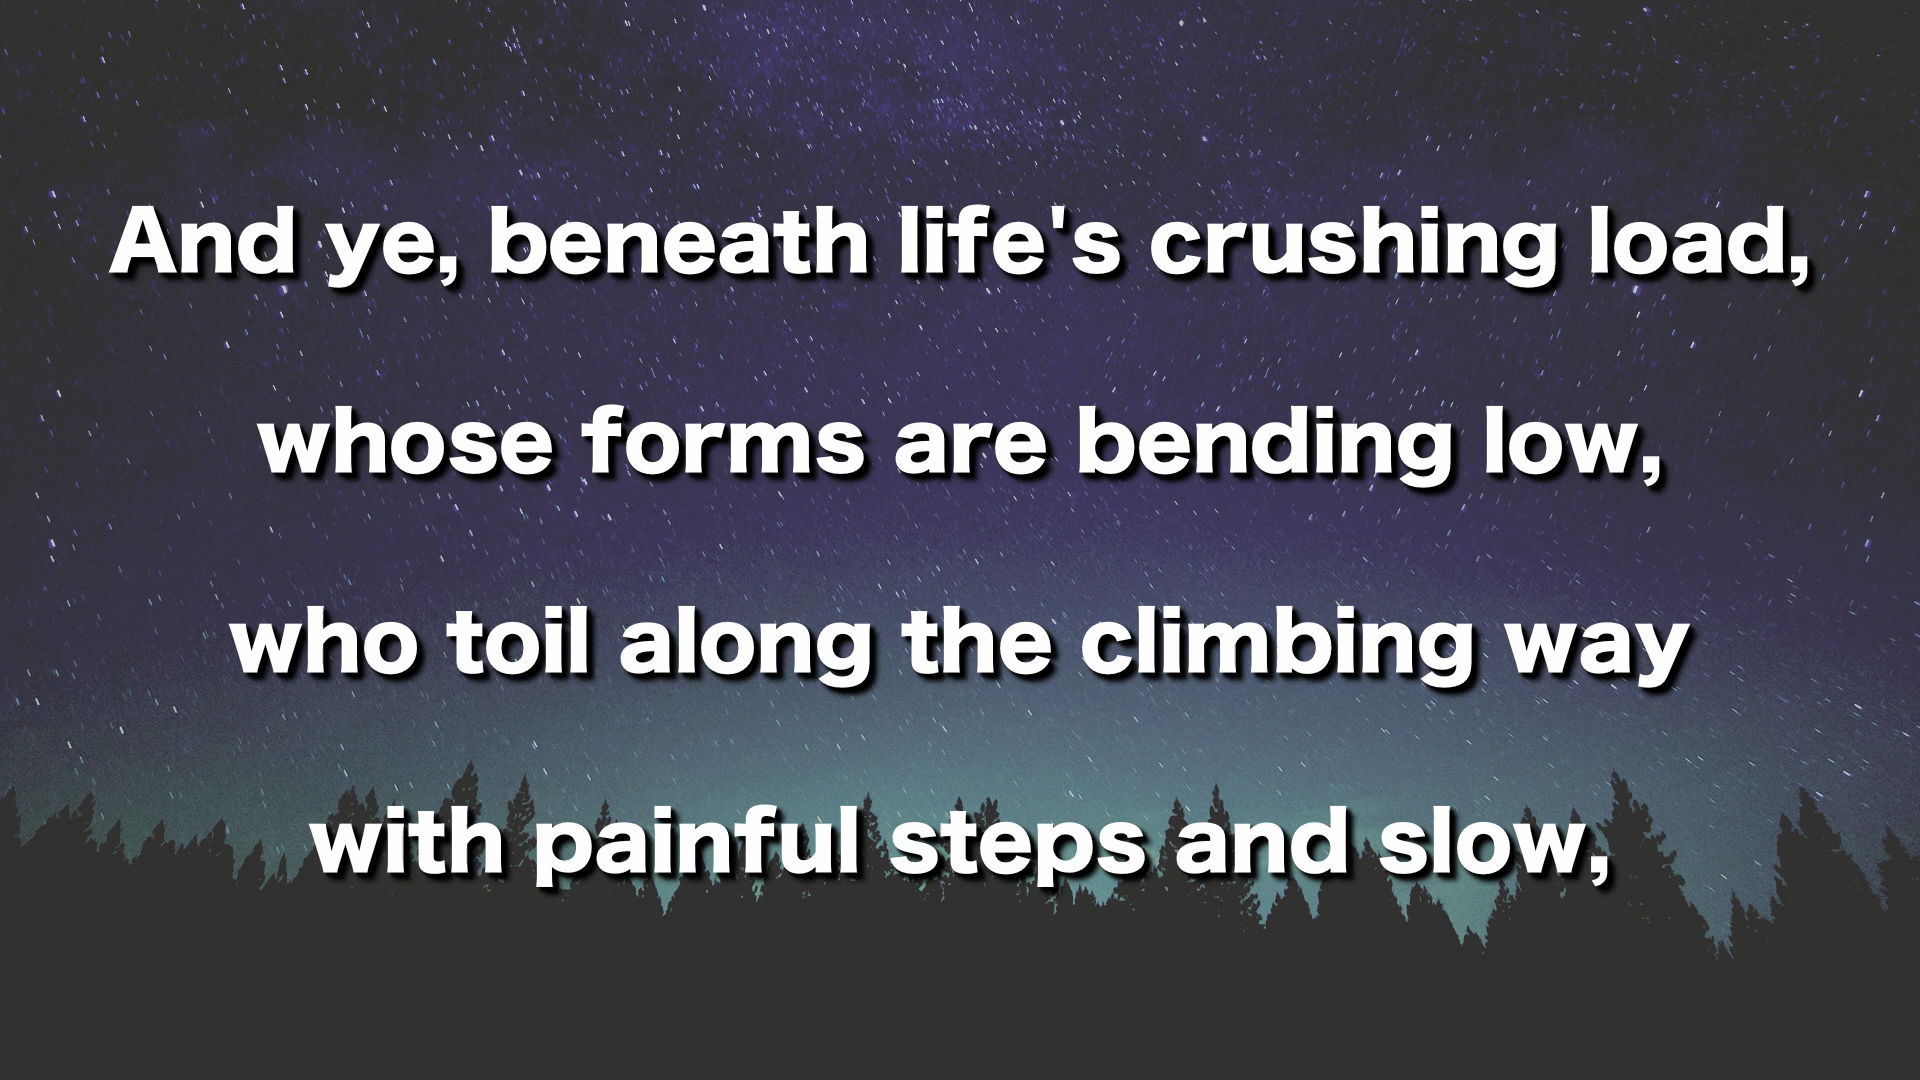 And ye, beneath life's crushing load,
whose forms are bending low,
who toil along the climbing way
with painful steps and slow,